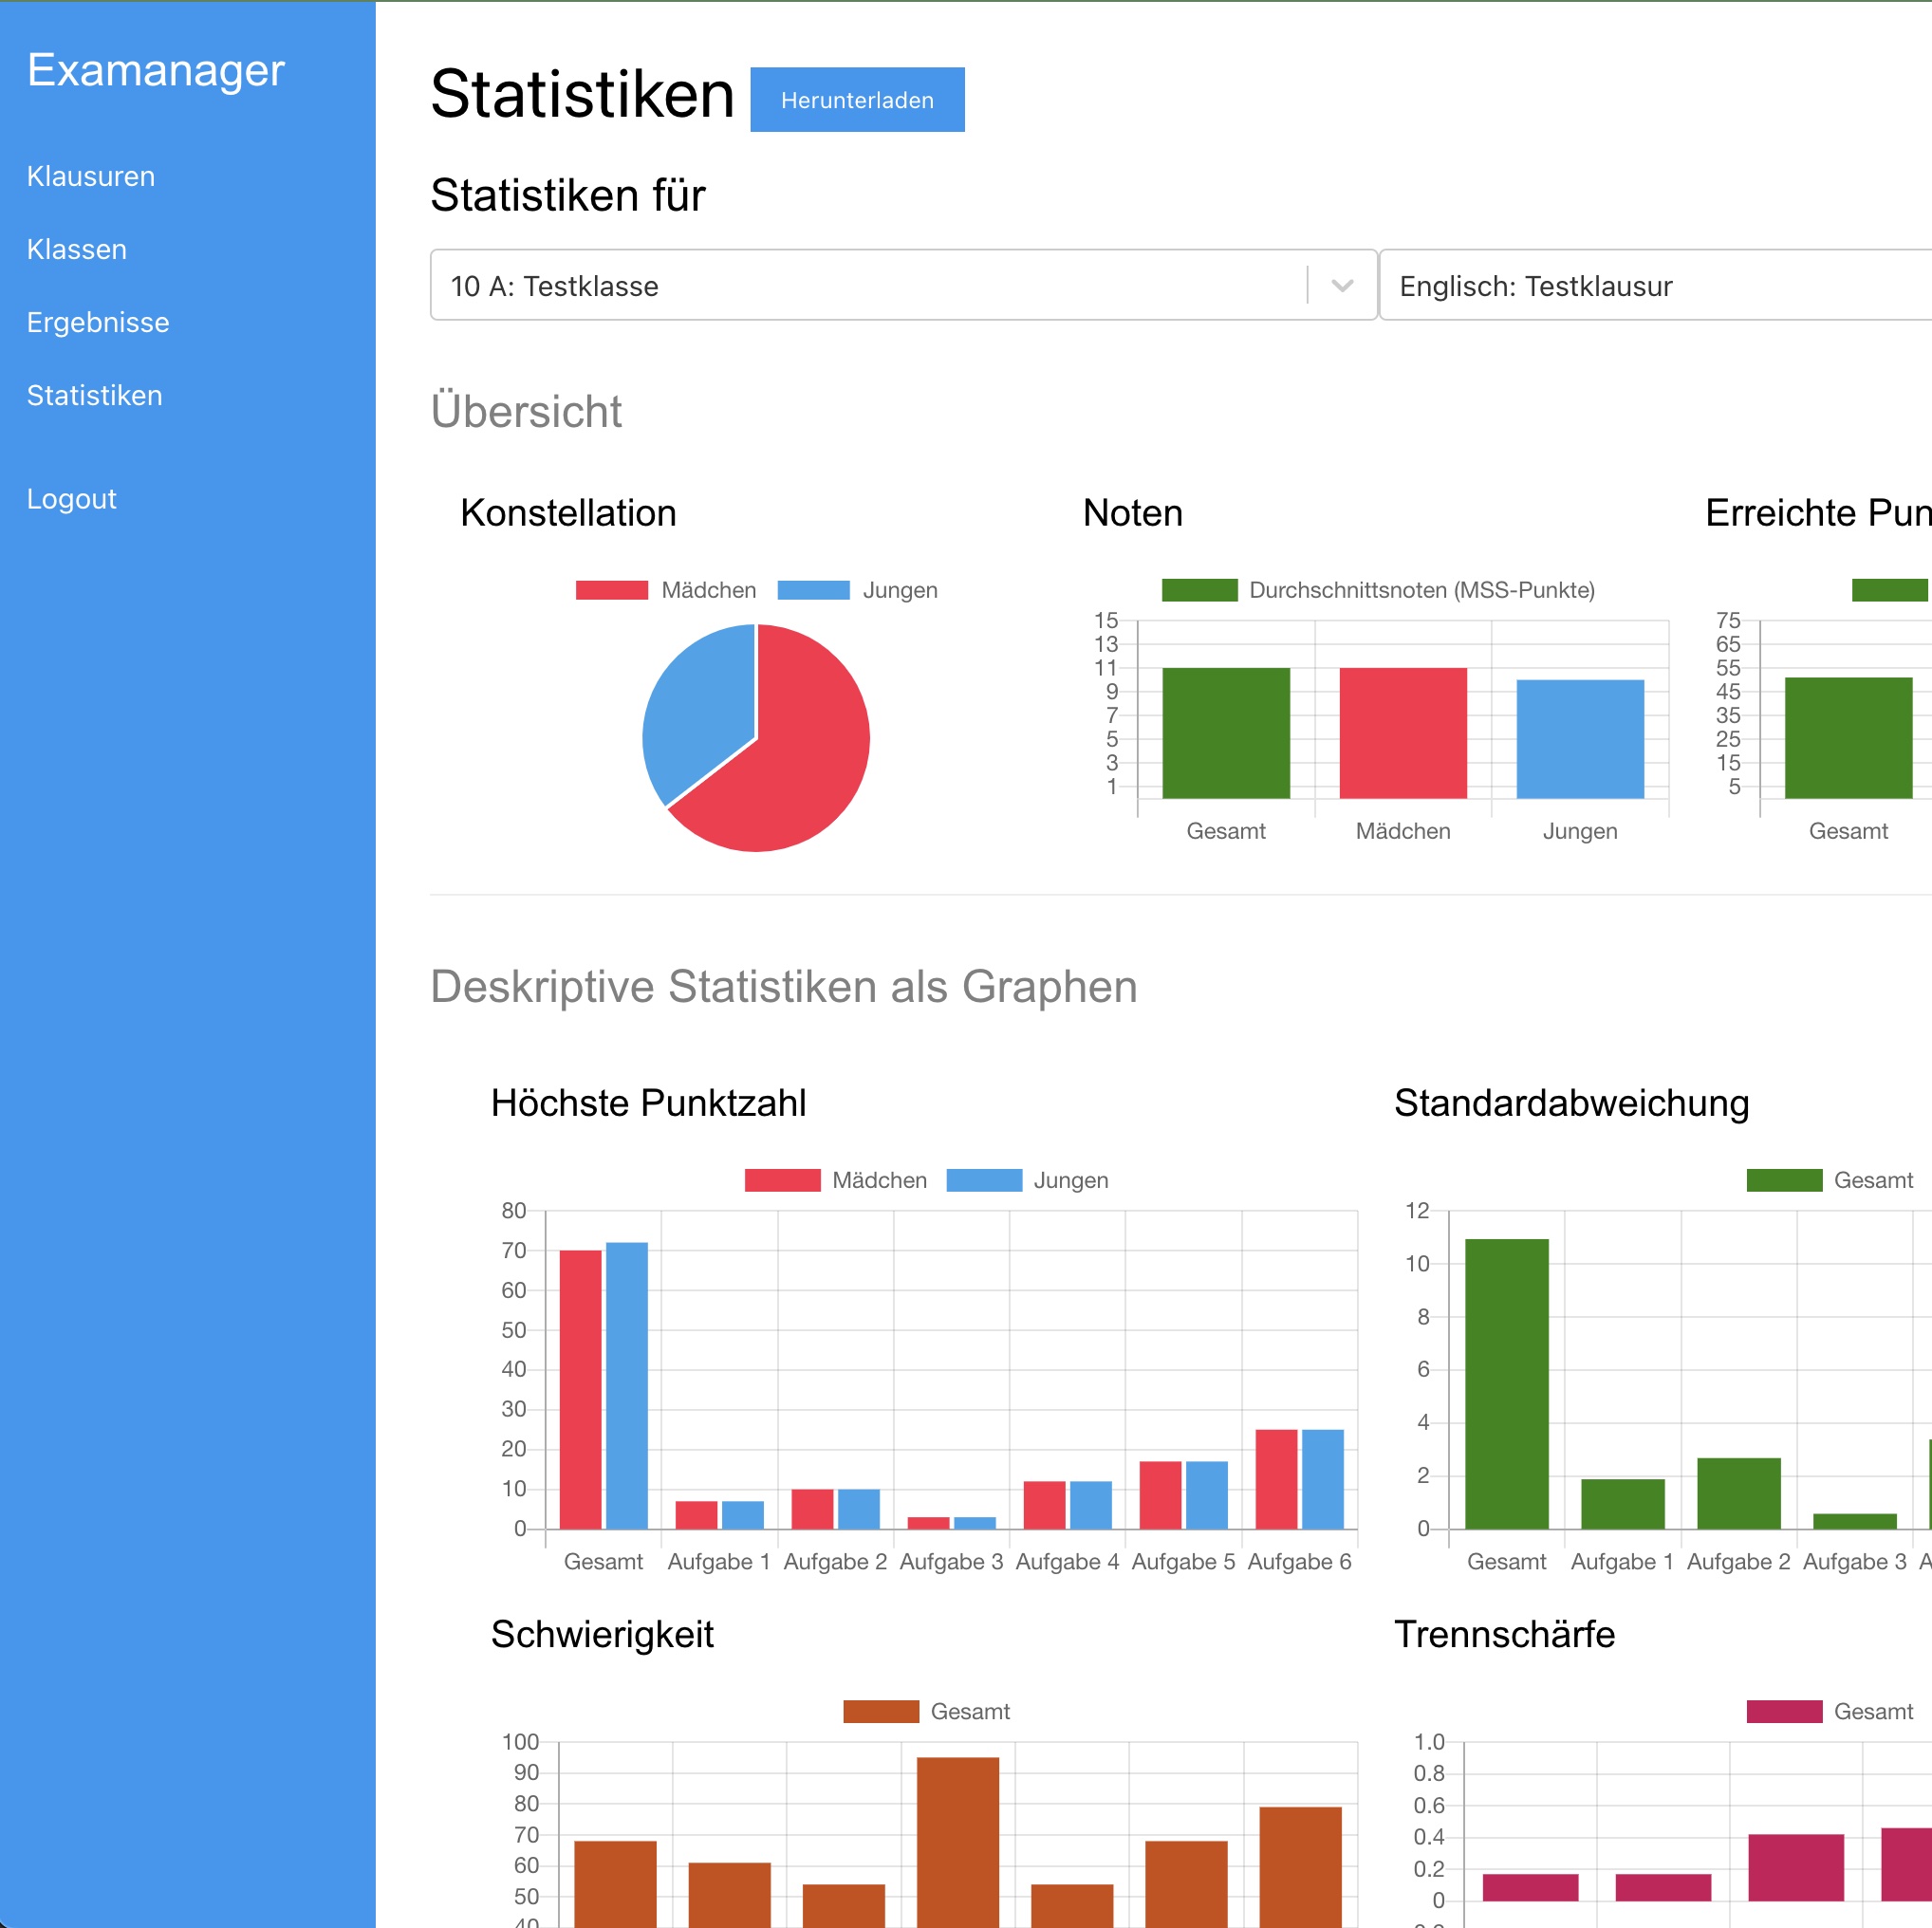 Examanager
Klausuren
Klassen
Ergebnisse
Statistiken
Logout
Statistiken Herunterladen
Statistiken für
10 A: Testklasse
Englisch: Testklausur
Übersicht
Konstellation
Mädchen Jungen
Noten
Durchschnittsnoten (MSS-Punkte)
15
13
11
9
7
5
3
1
Gesamt Mädchen Jungen
Erreichte
75
65
55
45
35
25
15
5
Gesamt
Deskriptive Statistiken als Graphen
Höchste Punktzahl
Mädchen Jungen
80
70
60
50
40
30
20
10
0
Gesamt Aufgabe 1 Aufgabe 2 Aufgabe 3 Aufgabe 4 Aufgabe 5 Aufgabe 6
Standardabweichung
Gesamt
12
10
8
6
4
2
0
Gesamt Aufgabe 1 Aufgabe 2 Aufgabe 3
Schwierigkeit
Gesamt
100
90
80
70
60
50
40
Trennschärfe
Gesamt
1.0
0.8
0.6
0.4
0.2
0